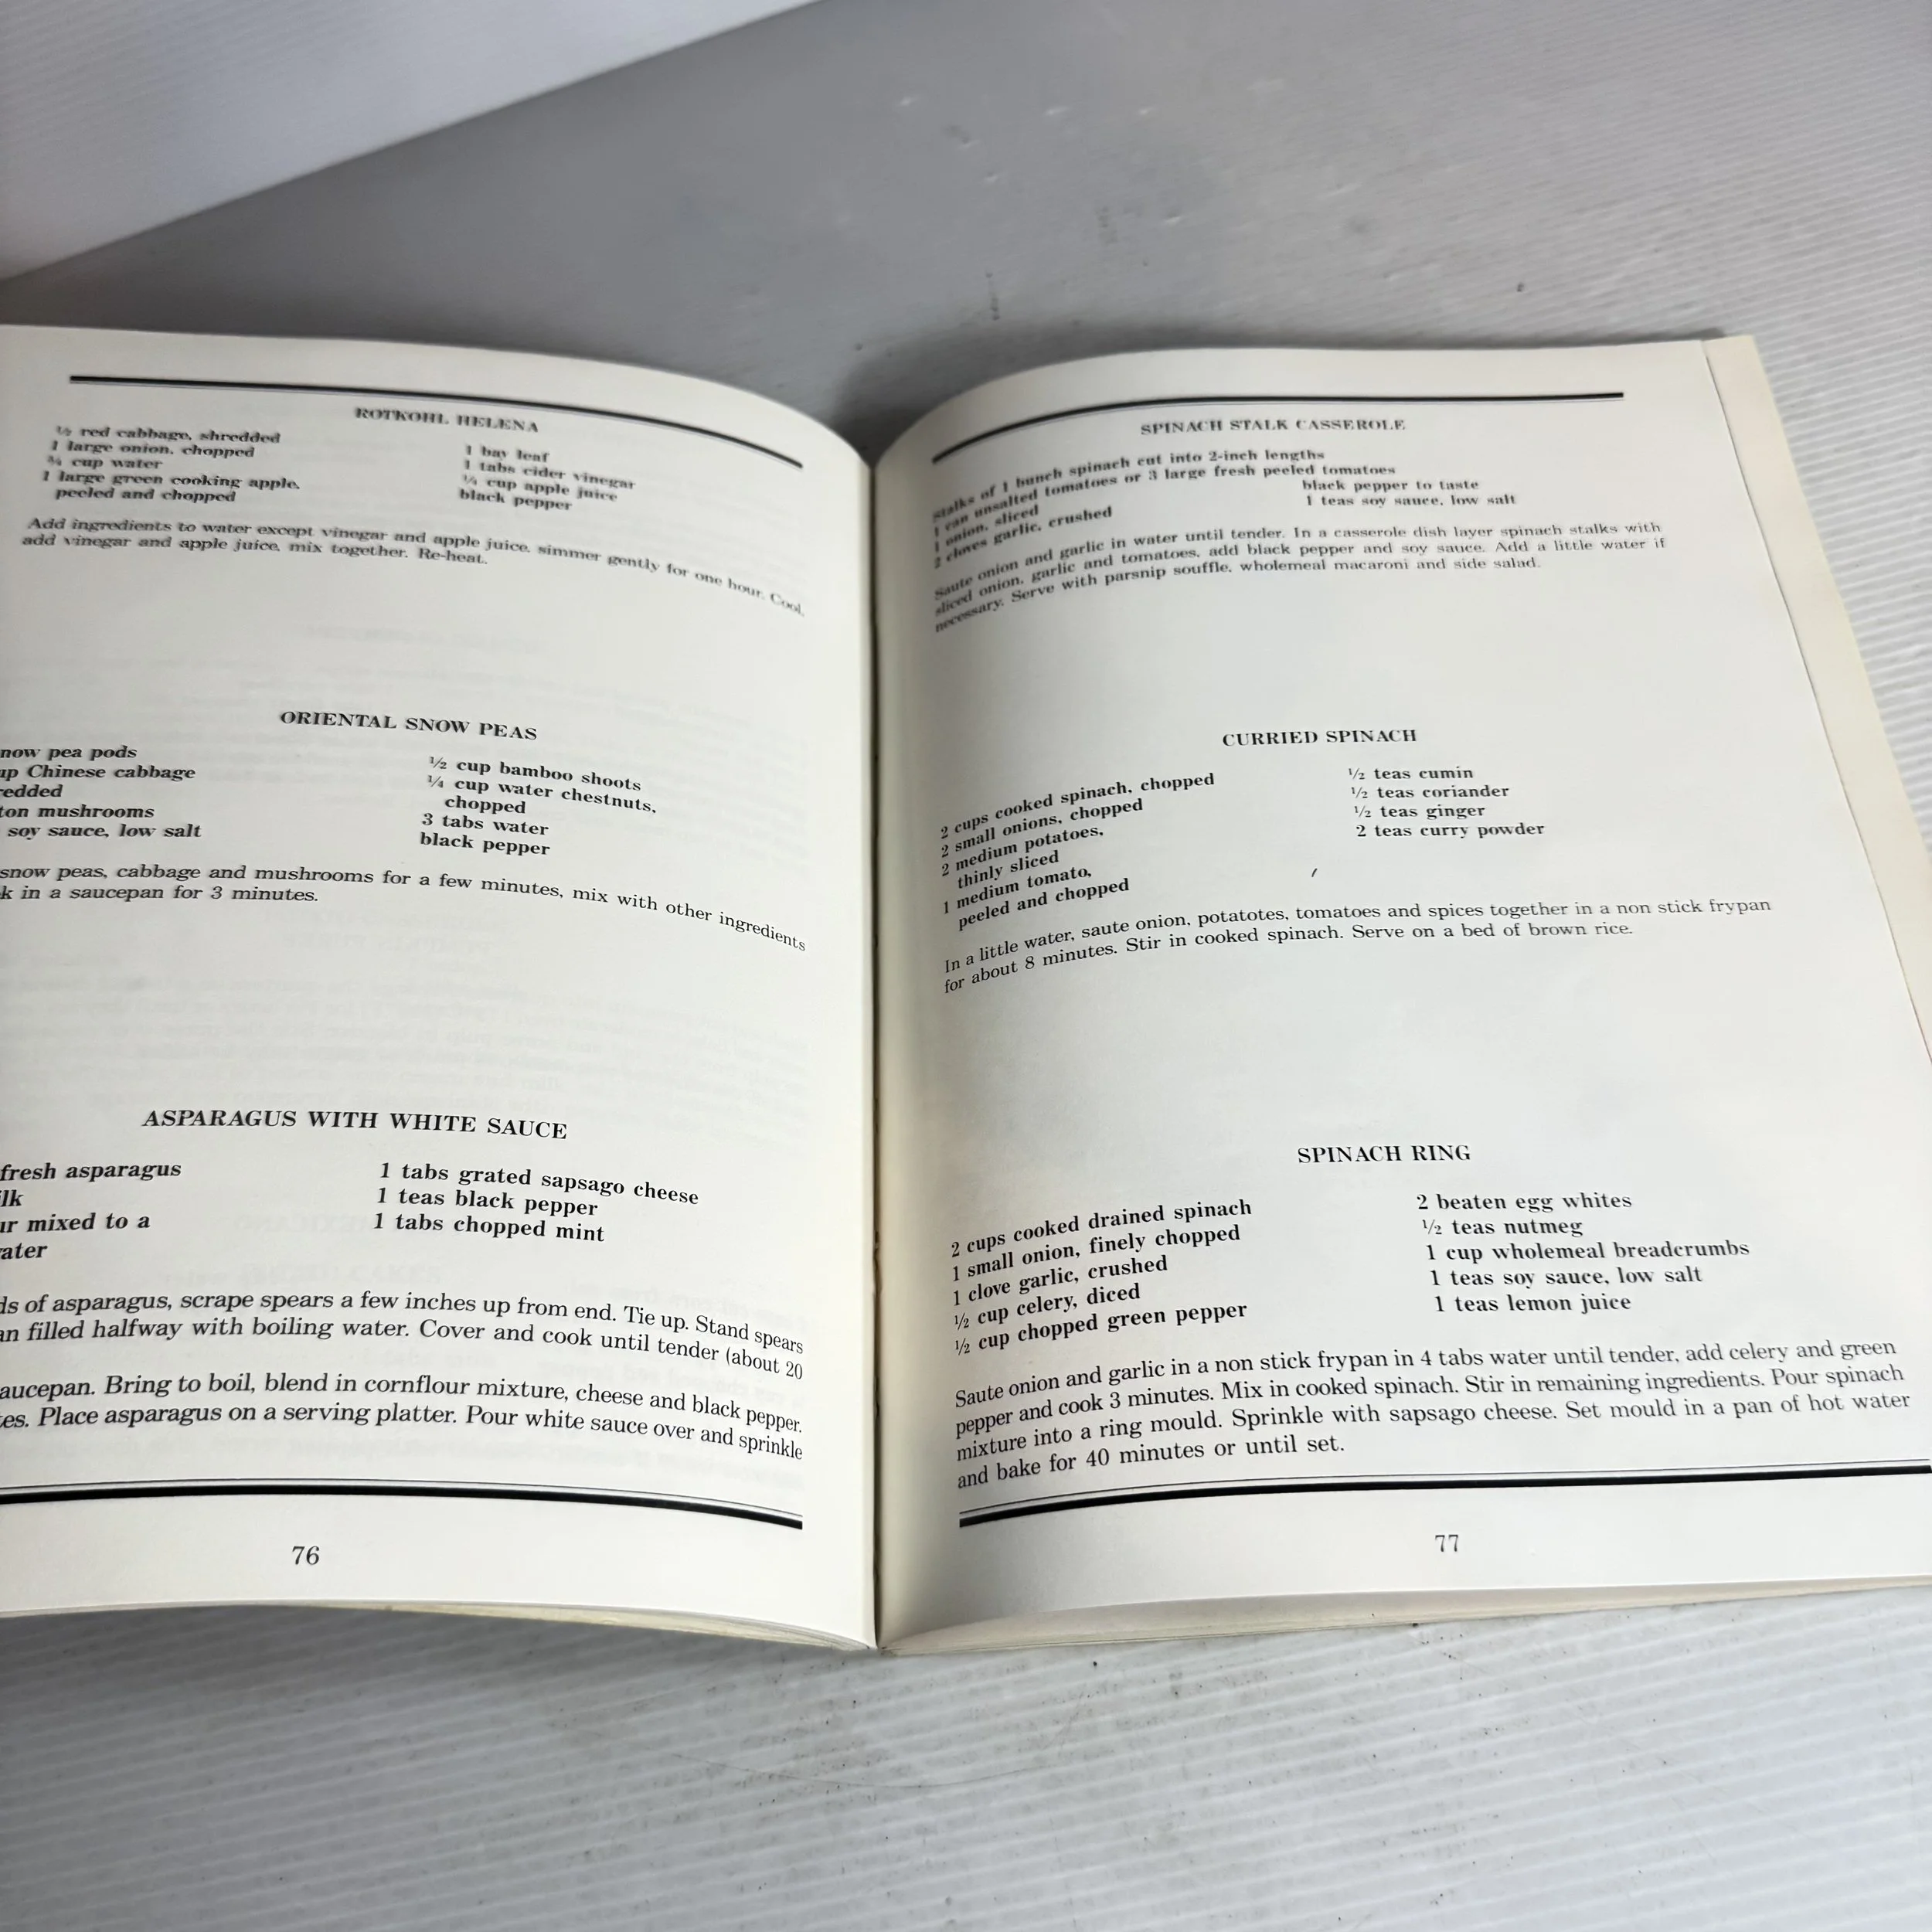 ROTKOHL HELENA
½ red cabbage, shredded
1 large onion, chopped
¾ cup water
1 large green cooking apple,
peeled and chopped
1 bay leaf
1 tabs cider vinegar
¼ cup apple juice
black pepper
Add ingredients to water except vinegar and apple juice, simmer gently for one hour. Cool,
add vinegar and apple juice, mix together. Re-heat.
ORIENTAL SNOW PEAS
now pea pods
up Chinese cabbage
redded
ton mushrooms
soy sauce, low salt
½ cup bamboo shoots
¼ cup water chestnuts,
chopped
3 tabs water
black pepper
snow peas, cabbage and mushrooms for a few minutes, mix with other ingredients
k in a saucepan for 3 minutes.
ASPARAGUS WITH WHITE SAUCE
fresh asparagus
ilk
ur mixed to a
ater
1 tabs grated sapsago cheese
1 teas black pepper
1 tabs chopped mint
ds of asparagus, scrape spears a few inches up from end. Tie up. Stand spears
an filled halfway with boiling water. Cover and cook until tender (about 20
aucepan. Bring to boil, blend in cornflour mixture, cheese and black pepper.
tes. Place asparagus on a serving platter. Pour white sauce over and sprinkle
76
SPINACH STALK CASSEROLE
Stalks of 1 bunch spinach cut into 2-inch lengths
1 can unsalted tomatoes or 3 large fresh peeled tomatoes
1 onion, sliced
2 cloves garlic, crushed
black pepper to taste
1 teas soy sauce, low salt
Saute onion and garlic in water until tender. In a casserole dish layer spinach stalks with
sliced onion, garlic and tomatoes, add black pepper and soy sauce. Add a little water if
necessary. Serve with parsnip souffle, wholemeal macaroni and side salad.
CURRIED SPINACH
2 cups cooked spinach, chopped
2 small onions, chopped
2 medium potatoes,
thinly sliced
1 medium tomato,
peeled and chopped
½ teas cumin
½ teas coriander
½ teas ginger
2 teas curry powder
In a little water, saute onion, potatotes, tomatoes and spices together in a non stick frypan
for about 8 minutes. Stir in cooked spinach. Serve on a bed of brown rice.
SPINACH RING
2 cups cooked drained spinach
1 small onion, finely chopped
1 clove garlic, crushed
½ cup celery, diced
½ cup chopped green pepper
2 beaten egg whites
½ teas nutmeg
1 cup wholemeal breadcrumbs
1 teas soy sauce, low salt
1 teas lemon juice
Saute onion and garlic in a non stick frypan in 4 tabs water until tender, add celery and green
pepper and cook 3 minutes. Mix in cooked spinach. Stir in remaining ingredients. Pour spinach
mixture into a ring mould. Sprinkle with sapsago cheese. Set mould in a pan of hot water
and bake for 40 minutes or until set.
77